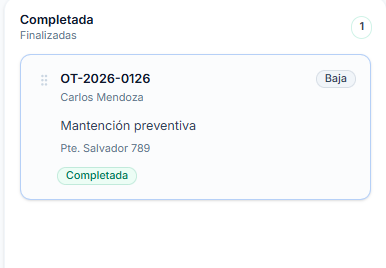 Completada
Finalizadas
1
OT-2026-0126
Baja
Carlos Mendoza
Mantención preventiva
Pte. Salvador 789
Completada